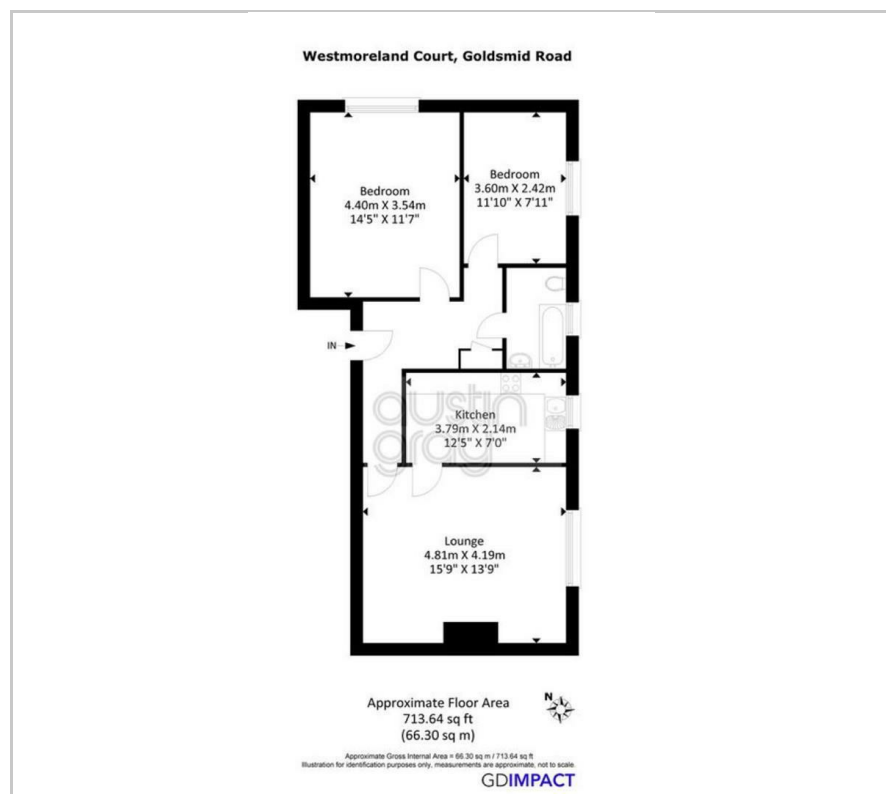 Westmoreland Court, Goldsmid Road
Bedroom
4.40m X 3.54m
14'5" X 11'7"
Bedroom
3.60m X 2.42m
11'10" X 7'11"
IN
austin
gray
Kitchen
3.79m X 2.14m
12'5" X 7'0"
Lounge
4.81m X 4.19m
15'9" X 13'9"
Approximate Floor Area
713.64 sq ft
(66.30 sq m)
N
Approximate Gross Internal Area = 66.30 sq m / 713.64 sq ft
Illustration for identification purposes only, measurements are approximate, not to scale.
GDIMPACT